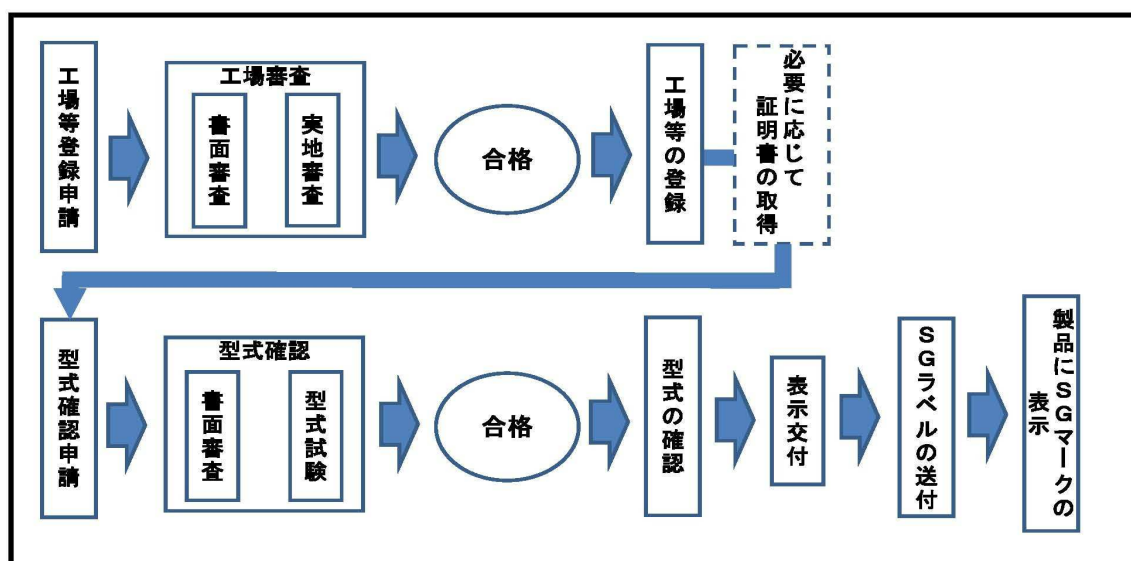 工場等登録申請
工場審査
書面審査
実地審査
合格
工場等の登録
必要に応じて
証明書の取得
型式確認申請
型式確認
書面審査
型式試験
合格
型式の確認
表示交付
SGラベルの送付
製品にSGマークの
表示